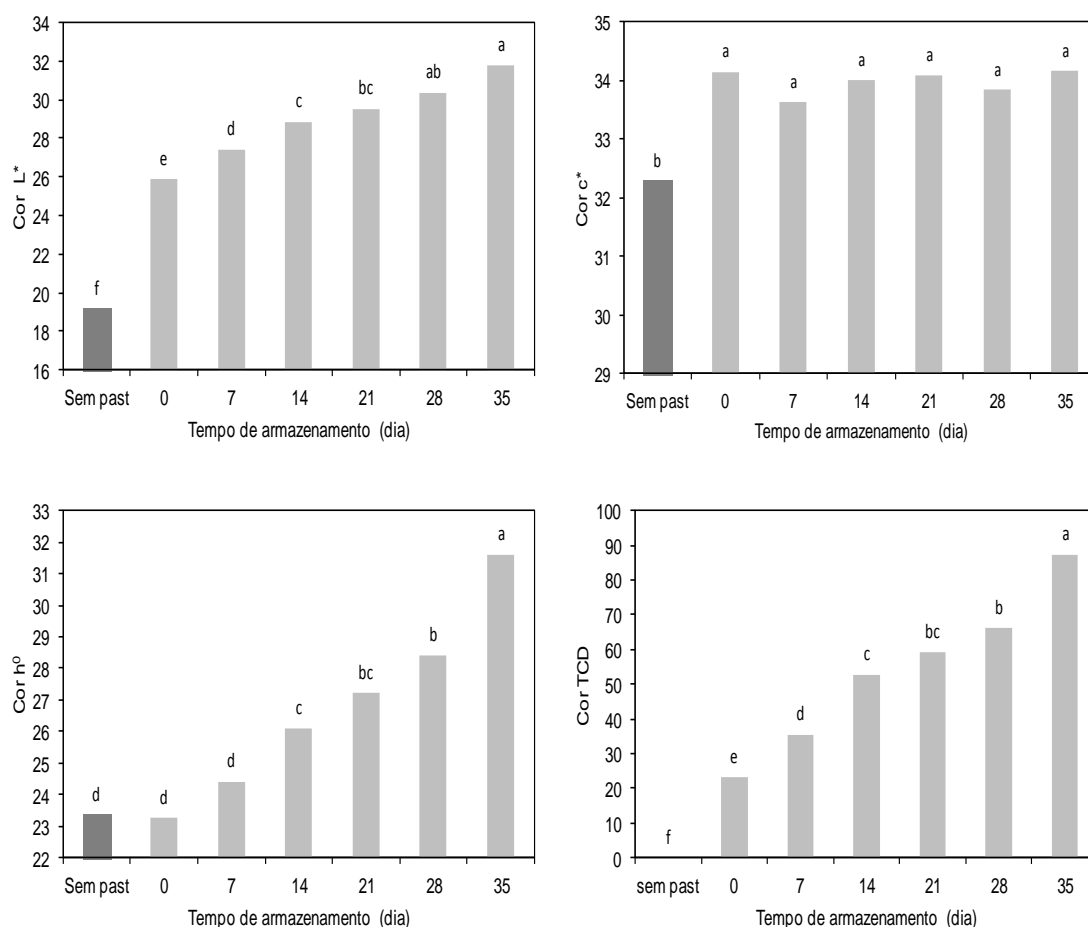 Cor L*
34
32
30
28
26
24
22
20
18
16
f
e
d
c
bc
ab
a
Sem past 0 7 14 21 28 35
Tempo de armazenamento (dia)
Cor c*
35
34
33
32
31
30
29
b
a
a
a
a
a
a
Sem past 0 7 14 21 28 35
Tempo de armazenamento (dia)
Cor h⁰
33
32
31
30
29
28
27
26
25
24
23
22
d
d
d
c
bc
b
a
Sem past 0 7 14 21 28 35
Tempo de armazenamento (dia)
Cor TCD
100
90
80
70
60
50
40
30
20
10
0
f
e
d
c
bc
b
a
sem past 0 7 14 21 28 35
Tempo de armazenamento (dia)